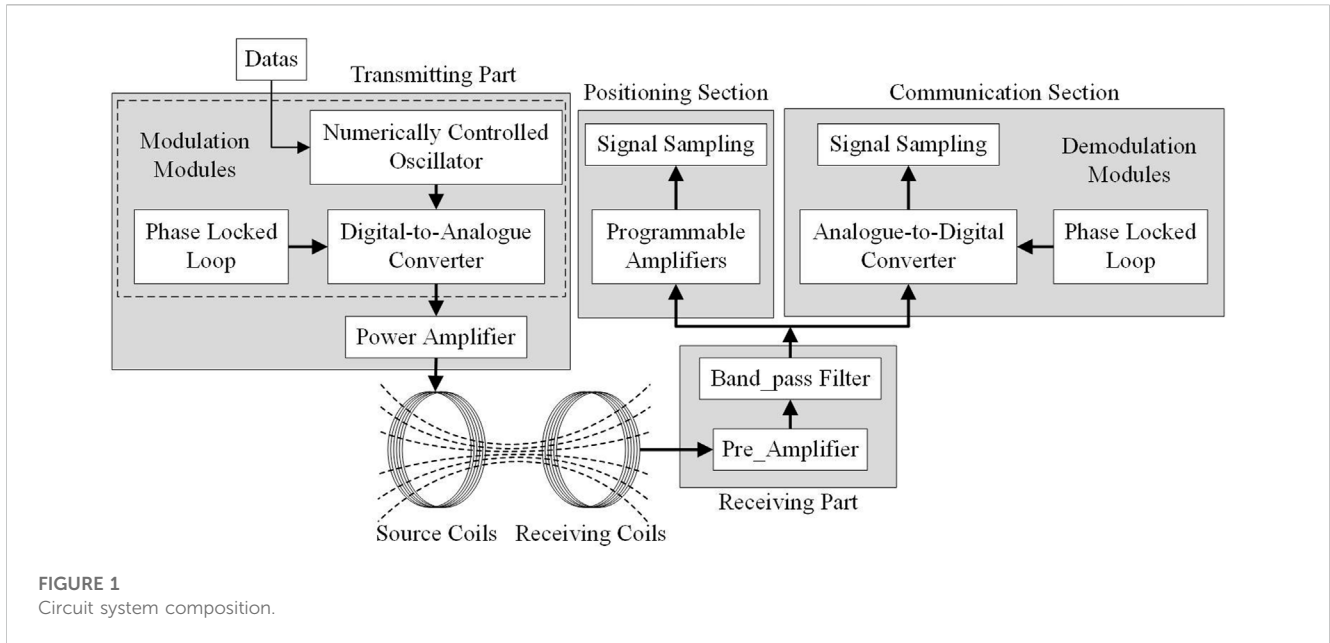 Datas
Transmitting Part
Modulation
Modules
Numerically Controlled
Oscillator
Phase Locked
Loop
Digital-to-Analogue
Converter
Power Amplifier
Positioning Section
Signal Sampling
Programmable
Amplifiers
Communication Section
Signal Sampling
Demodulation
Modules
Analogue-to-Digital
Converter
Phase Locked
Loop
Band_pass Filter
Pre_Amplifier
Receiving Part
Source Coils
Receiving Coils
FIGURE 1
Circuit system composition.